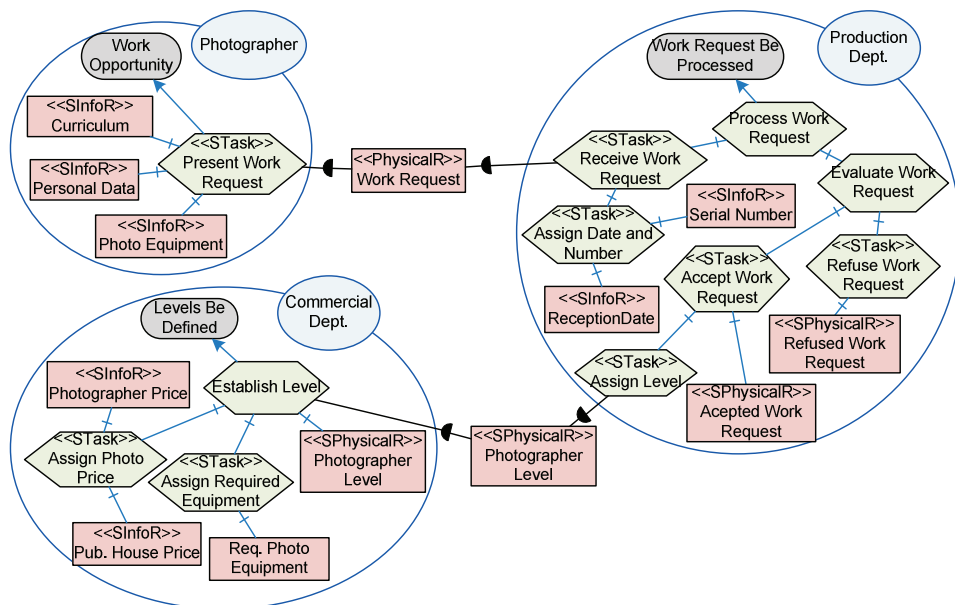 Work
Opportunity
Photographer
<<SInfoR>>
Curriculum
<<STask>>
Present Work
Request
<<SInfoR>>
Personal Data
<<SInfoR>>
Photo Equipment
<<PhysicalR>>
Work Request
Work Request Be
Processed
Production
Dept.
Process Work
Request
<<STask>>
Receive Work
Request
Evaluate Work
Request
<<SInfoR>>
Serial Number
<<STask>>
Assign Date and
Number
<<STask>>
Accept Work
Request
<<STask>>
Refuse Work
Request
<<SInfoR>>
ReceptionDate
<<SPhysicalR>>
Refused Work
Request
<<STask>>
Assign Level
<<SPhysicalR>>
Acepted Work
Request
Levels Be
Defined
Commercial
Dept.
<<SInfoR>>
Photographer Price
Establish Level
<<STask>>
Assign Photo
Price
<<STask>>
Assign Required
Equipment
<<SPhysicalR>>
Photographer
Level
<<SPhysicalR>>
Photographer
Level
<<SInfoR>>
Pub. House Price
Req. Photo
Equipment